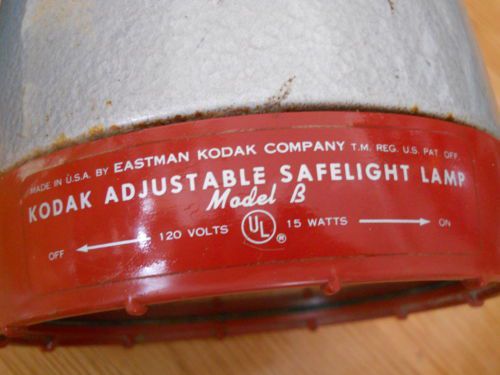 MADE IN U.S.A. BY EASTMAN KODAK COMPANY T.M. REG. U.S. PAT. OFF.
KODAK ADJUSTABLE SAFELIGHT LAMP
Model B
OFF 120 VOLTS UL ® 15 WATTS ON